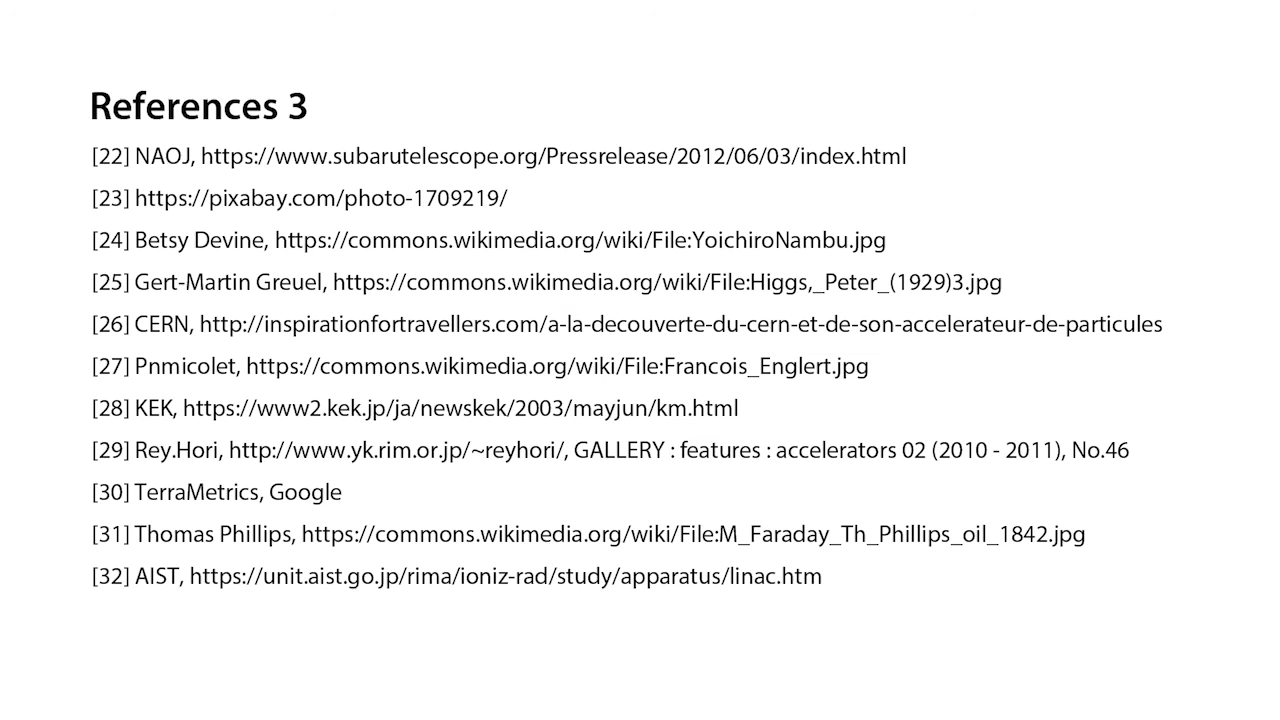 References 3
[22] NAOJ, https://www.subarutelescope.org/Pressrelease/2012/06/03/index.html
[23] https://pixabay.com/photo-1709219/
[24] Betsy Devine, https://commons.wikimedia.org/wiki/File:YoichiroNambu.jpg
[25] Gert-Martin Greuel, https://commons.wikimedia.org/wiki/File:Higgs,_Peter_(1929)3.jpg
[26] CERN, http://inspirationfortravellers.com/a-la-decouverte-du-cern-et-de-son-accelerateur-de-particules
[27] Pnmicolet, https://commons.wikimedia.org/wiki/File:Francois_Englert.jpg
[28] KEK, https://www2.kek.jp/ja/newskek/2003/mayjun/km.html
[29] Rey.Hori, http://www.yk.rim.or.jp/~reyhori/, GALLERY : features : accelerators 02 (2010 - 2011), No.46
[30] TerraMetrics, Google
[31] Thomas Phillips, https://commons.wikimedia.org/wiki/File:M_Faraday_Th_Phillips_oil_1842.jpg
[32] AIST, https://unit.aist.go.jp/rima/ioniz-rad/study/apparatus/linac.htm